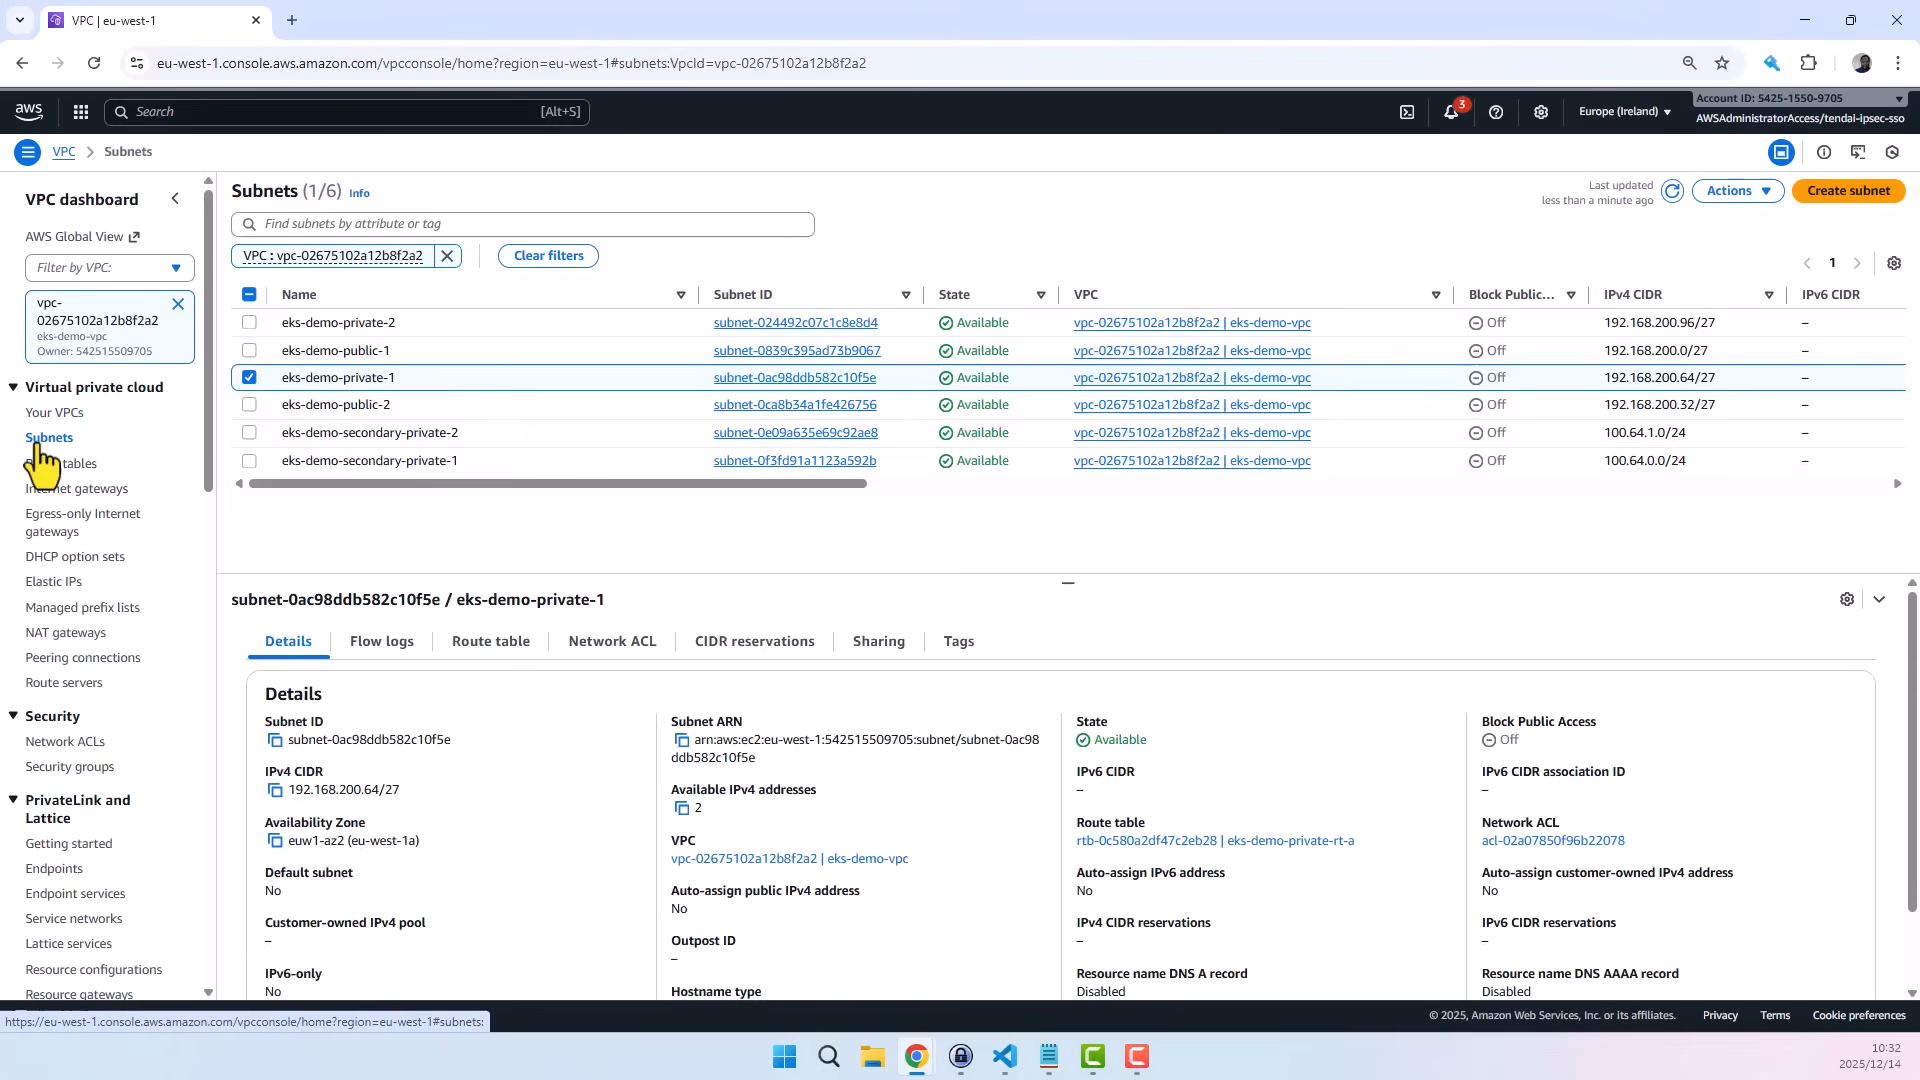 VPC | eu-west-1
eu-west-1.console.aws.amazon.com/vpcconsole/home?region=eu-west-1#subnets:VpcId=vpc-02675102a12b8f2a2
aws
Search
[Alt+S]
3
Europe (Ireland)
Account ID: 5425-1550-9705
AWSAdministratorAccess/tendai-ipsec-sso
VPC
Subnets
VPC dashboard
AWS Global View
Filter by VPC:
vpc-
02675102a12b8f2a2
eks-demo-vpc
Owner: 542515509705
Virtual private cloud
Your VPCs
Subnets
tables
Internet gateways
Egress-only Internet
gateways
DHCP option sets
Elastic IPs
Managed prefix lists
NAT gateways
Peering connections
Route servers
Security
Network ACLs
Security groups
PrivateLink and
Lattice
Getting started
Endpoints
Endpoint services
Service networks
Lattice services
Resource configurations
Resource gateways
Subnets (1/6) Info
Last updated
less than a minute ago
Actions
Create subnet
Find subnets by attribute or tag
VPC : vpc-02675102a12b8f2a2
Clear filters
1
Name Subnet ID State VPC Block Public... IPv4 CIDR IPv6 CIDR
eks-demo-private-2 subnet-024492c07c1c8e8d4 Available vpc-02675102a12b8f2a2 | eks-demo-vpc Off 192.168.200.96/27 –
eks-demo-public-1 subnet-0839c395ad73b9067 Available vpc-02675102a12b8f2a2 | eks-demo-vpc Off 192.168.200.0/27 –
eks-demo-private-1 subnet-0ac98ddb582c10f5e Available vpc-02675102a12b8f2a2 | eks-demo-vpc Off 192.168.200.64/27 –
eks-demo-public-2 subnet-0ca8b34a1fe426756 Available vpc-02675102a12b8f2a2 | eks-demo-vpc Off 192.168.200.32/27 –
eks-demo-secondary-private-2 subnet-0e09a635e69c92ae8 Available vpc-02675102a12b8f2a2 | eks-demo-vpc Off 100.64.1.0/24 –
eks-demo-secondary-private-1 subnet-0f3fd91a1123a592b Available vpc-02675102a12b8f2a2 | eks-demo-vpc Off 100.64.0.0/24 –
subnet-0ac98ddb582c10f5e / eks-demo-private-1
Details Flow logs Route table Network ACL CIDR reservations Sharing Tags
Details
Subnet ID
subnet-0ac98ddb582c10f5e
IPv4 CIDR
192.168.200.64/27
Availability Zone
euw1-az2 (eu-west-1a)
Default subnet
No
Customer-owned IPv4 pool
–
IPv6-only
No
Subnet ARN
arn:aws:ec2:eu-west-1:542515509705:subnet/subnet-0ac98
ddb582c10f5e
Available IPv4 addresses
2
VPC
vpc-02675102a12b8f2a2 | eks-demo-vpc
Auto-assign public IPv4 address
No
Outpost ID
–
Hostname type
State
Available
IPv6 CIDR
–
Route table
rtb-0c580a2df47c2eb28 | eks-demo-private-rt-a
Auto-assign IPv6 address
No
IPv4 CIDR reservations
–
Resource name DNS A record
Disabled
Block Public Access
Off
IPv6 CIDR association ID
–
Network ACL
acl-02a07850f96b22078
Auto-assign customer-owned IPv4 address
No
IPv6 CIDR reservations
–
Resource name DNS AAAA record
Disabled
https://eu-west-1.console.aws.amazon.com/vpcconsole/home?region=eu-west-1#subnets:
© 2025, Amazon Web Services, Inc. or its affiliates.
Privacy
Terms
Cookie preferences
10:32
2025/12/14